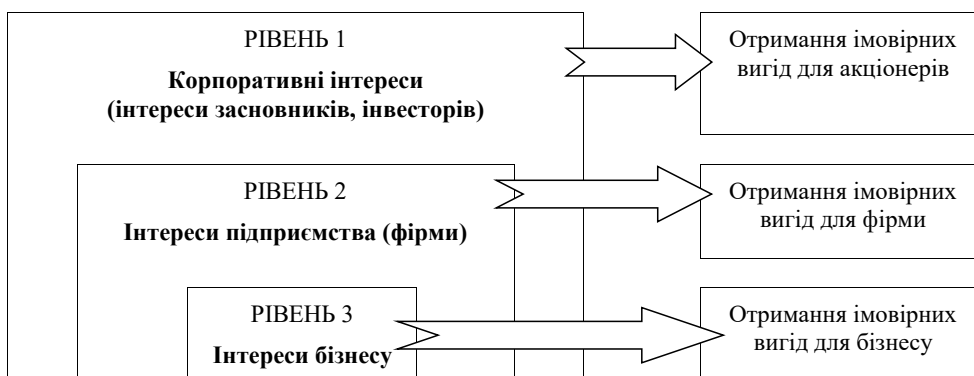 РІВЕНЬ 1
Корпоративні інтереси
(інтереси засновників, інвесторів)
Отримання імовірних
вигід для акціонерів
РІВЕНЬ 2
Інтереси підприємства (фірми)
Отримання імовірних
вигід для фірми
РІВЕНЬ 3
Інтереси бізнесу
Отримання імовірних
вигід для бізнесу